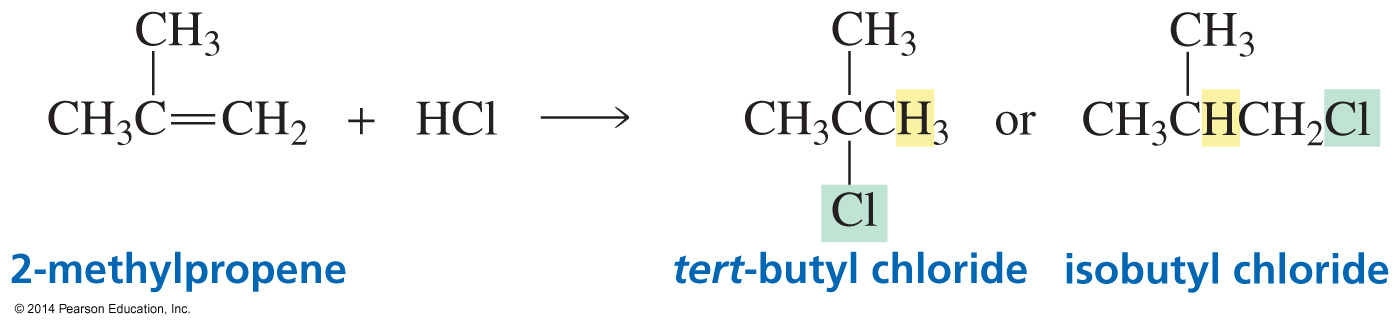 CH₃ CH₃ CH₃
CH₃C=CH₂ + HCl ⟶ CH₃CCH₃ or CH₃CHCH₂Cl
Cl
2-methylpropene tert-butyl chloride isobutyl chloride
© 2014 Pearson Education, Inc.